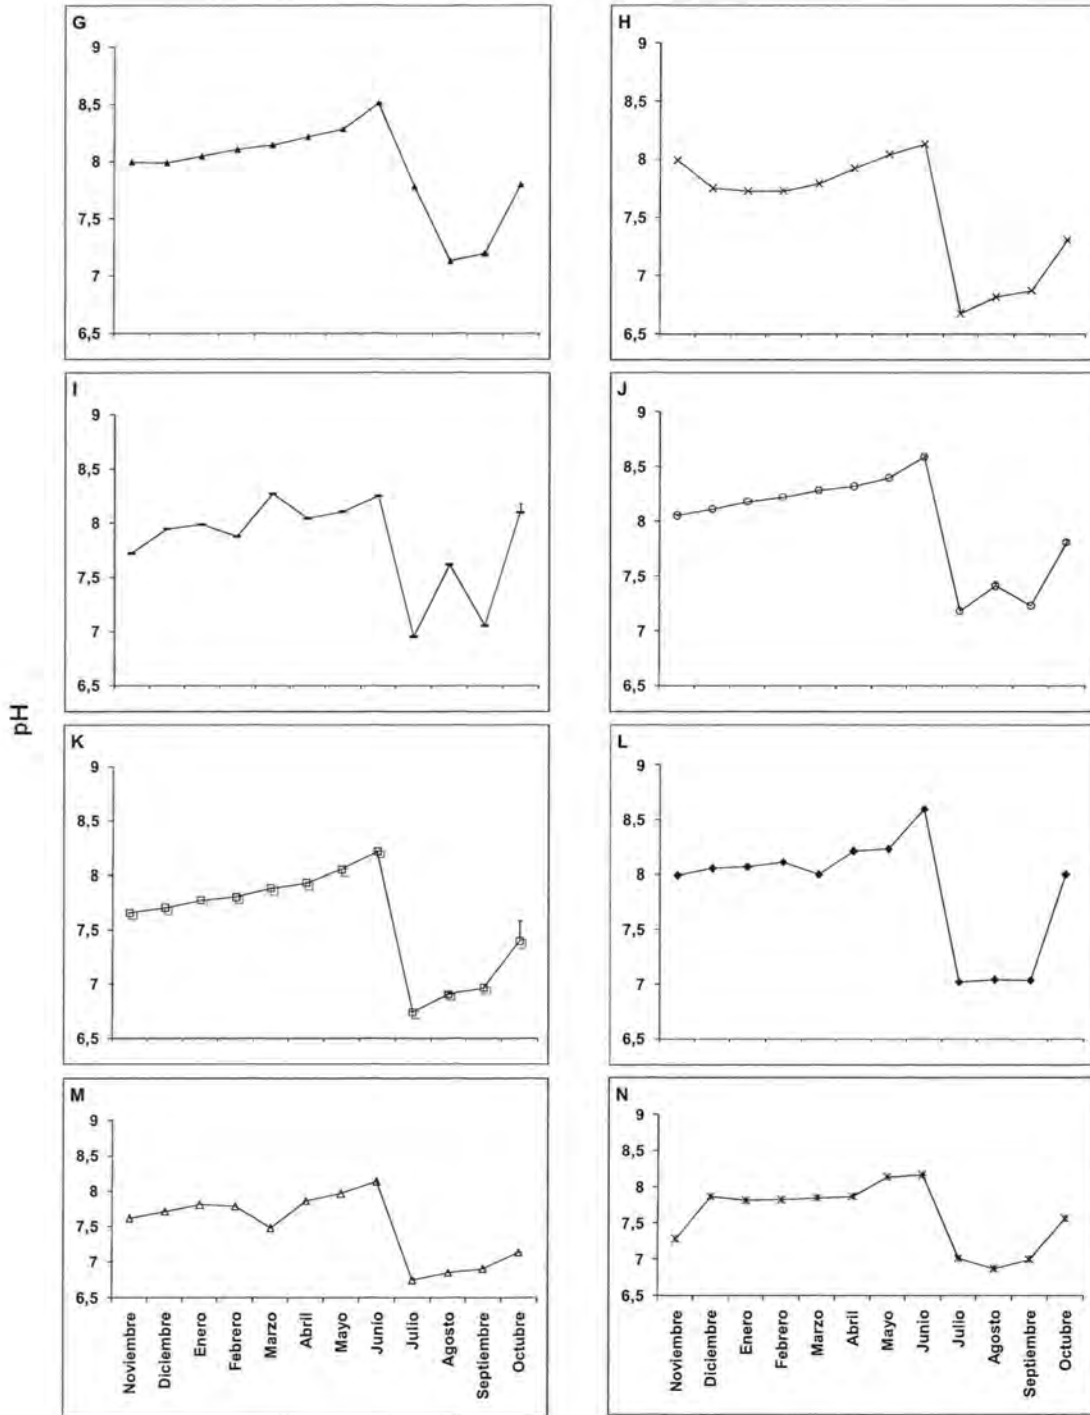 G
9
8,5
8
7,5
7
6,5
H
9
8,5
8
7,5
7
6,5
I
9
8,5
8
7,5
7
6,5
J
9
8,5
8
7,5
7
6,5
pH
K
9
8,5
8
7,5
7
6,5
L
9
8,5
8
7,5
7
6,5
M
9
8,5
8
7,5
7
6,5
Noviembre
Diciembre
Enero
Febrero
Marzo
Abril
Mayo
Junio
Julio
Agosto
Septiembre
Octubre
N
9
8,5
8
7,5
7
6,5
Noviembre
Diciembre
Enero
Febrero
Marzo
Abril
Mayo
Junio
Julio
Agosto
Septiembre
Octubre